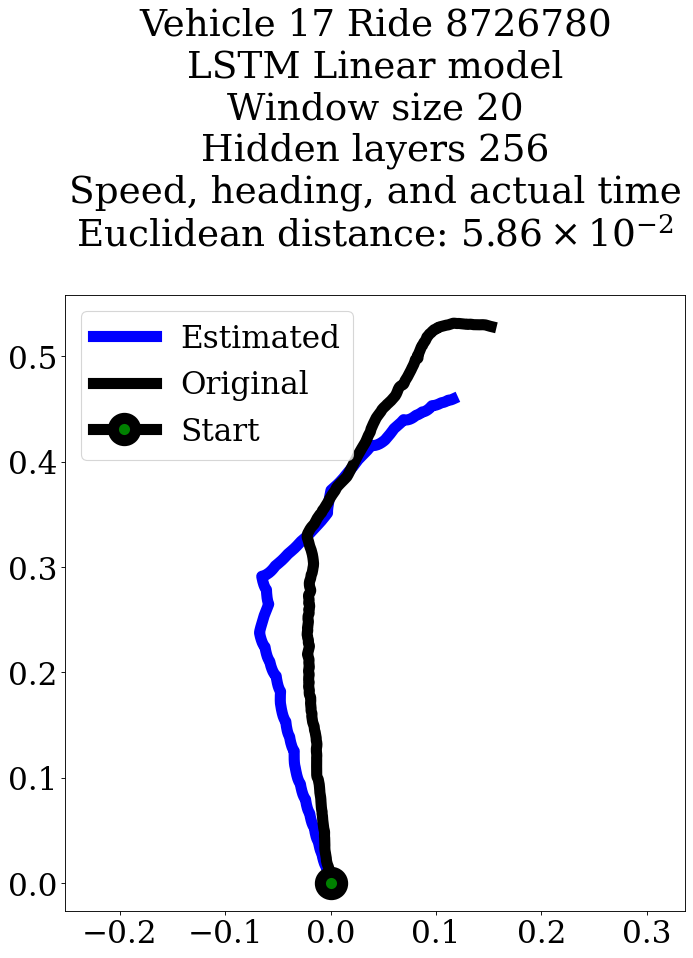 Vehicle 17 Ride 8726780
LSTM Linear model
Window size 20
Hidden layers 256
Speed, heading, and actual time
Euclidean distance: 5.86 × 10⁻²
Estimated
Original
Start
0.5
0.4
0.3
0.2
0.1
0.0
−0.2 −0.1 0.0 0.1 0.2 0.3